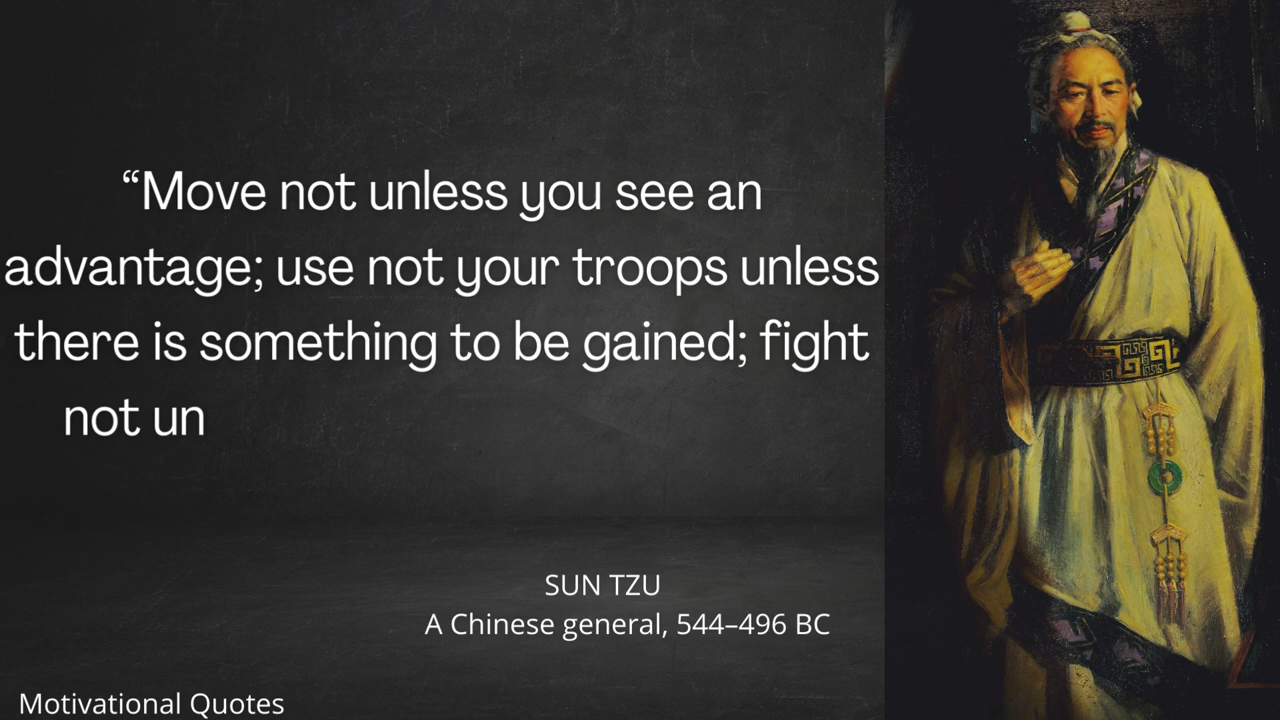 “Move not unless you see an
advantage; use not your troops unless
there is something to be gained; fight
not un
SUN TZU
A Chinese general, 544–496 BC
Motivational Quotes